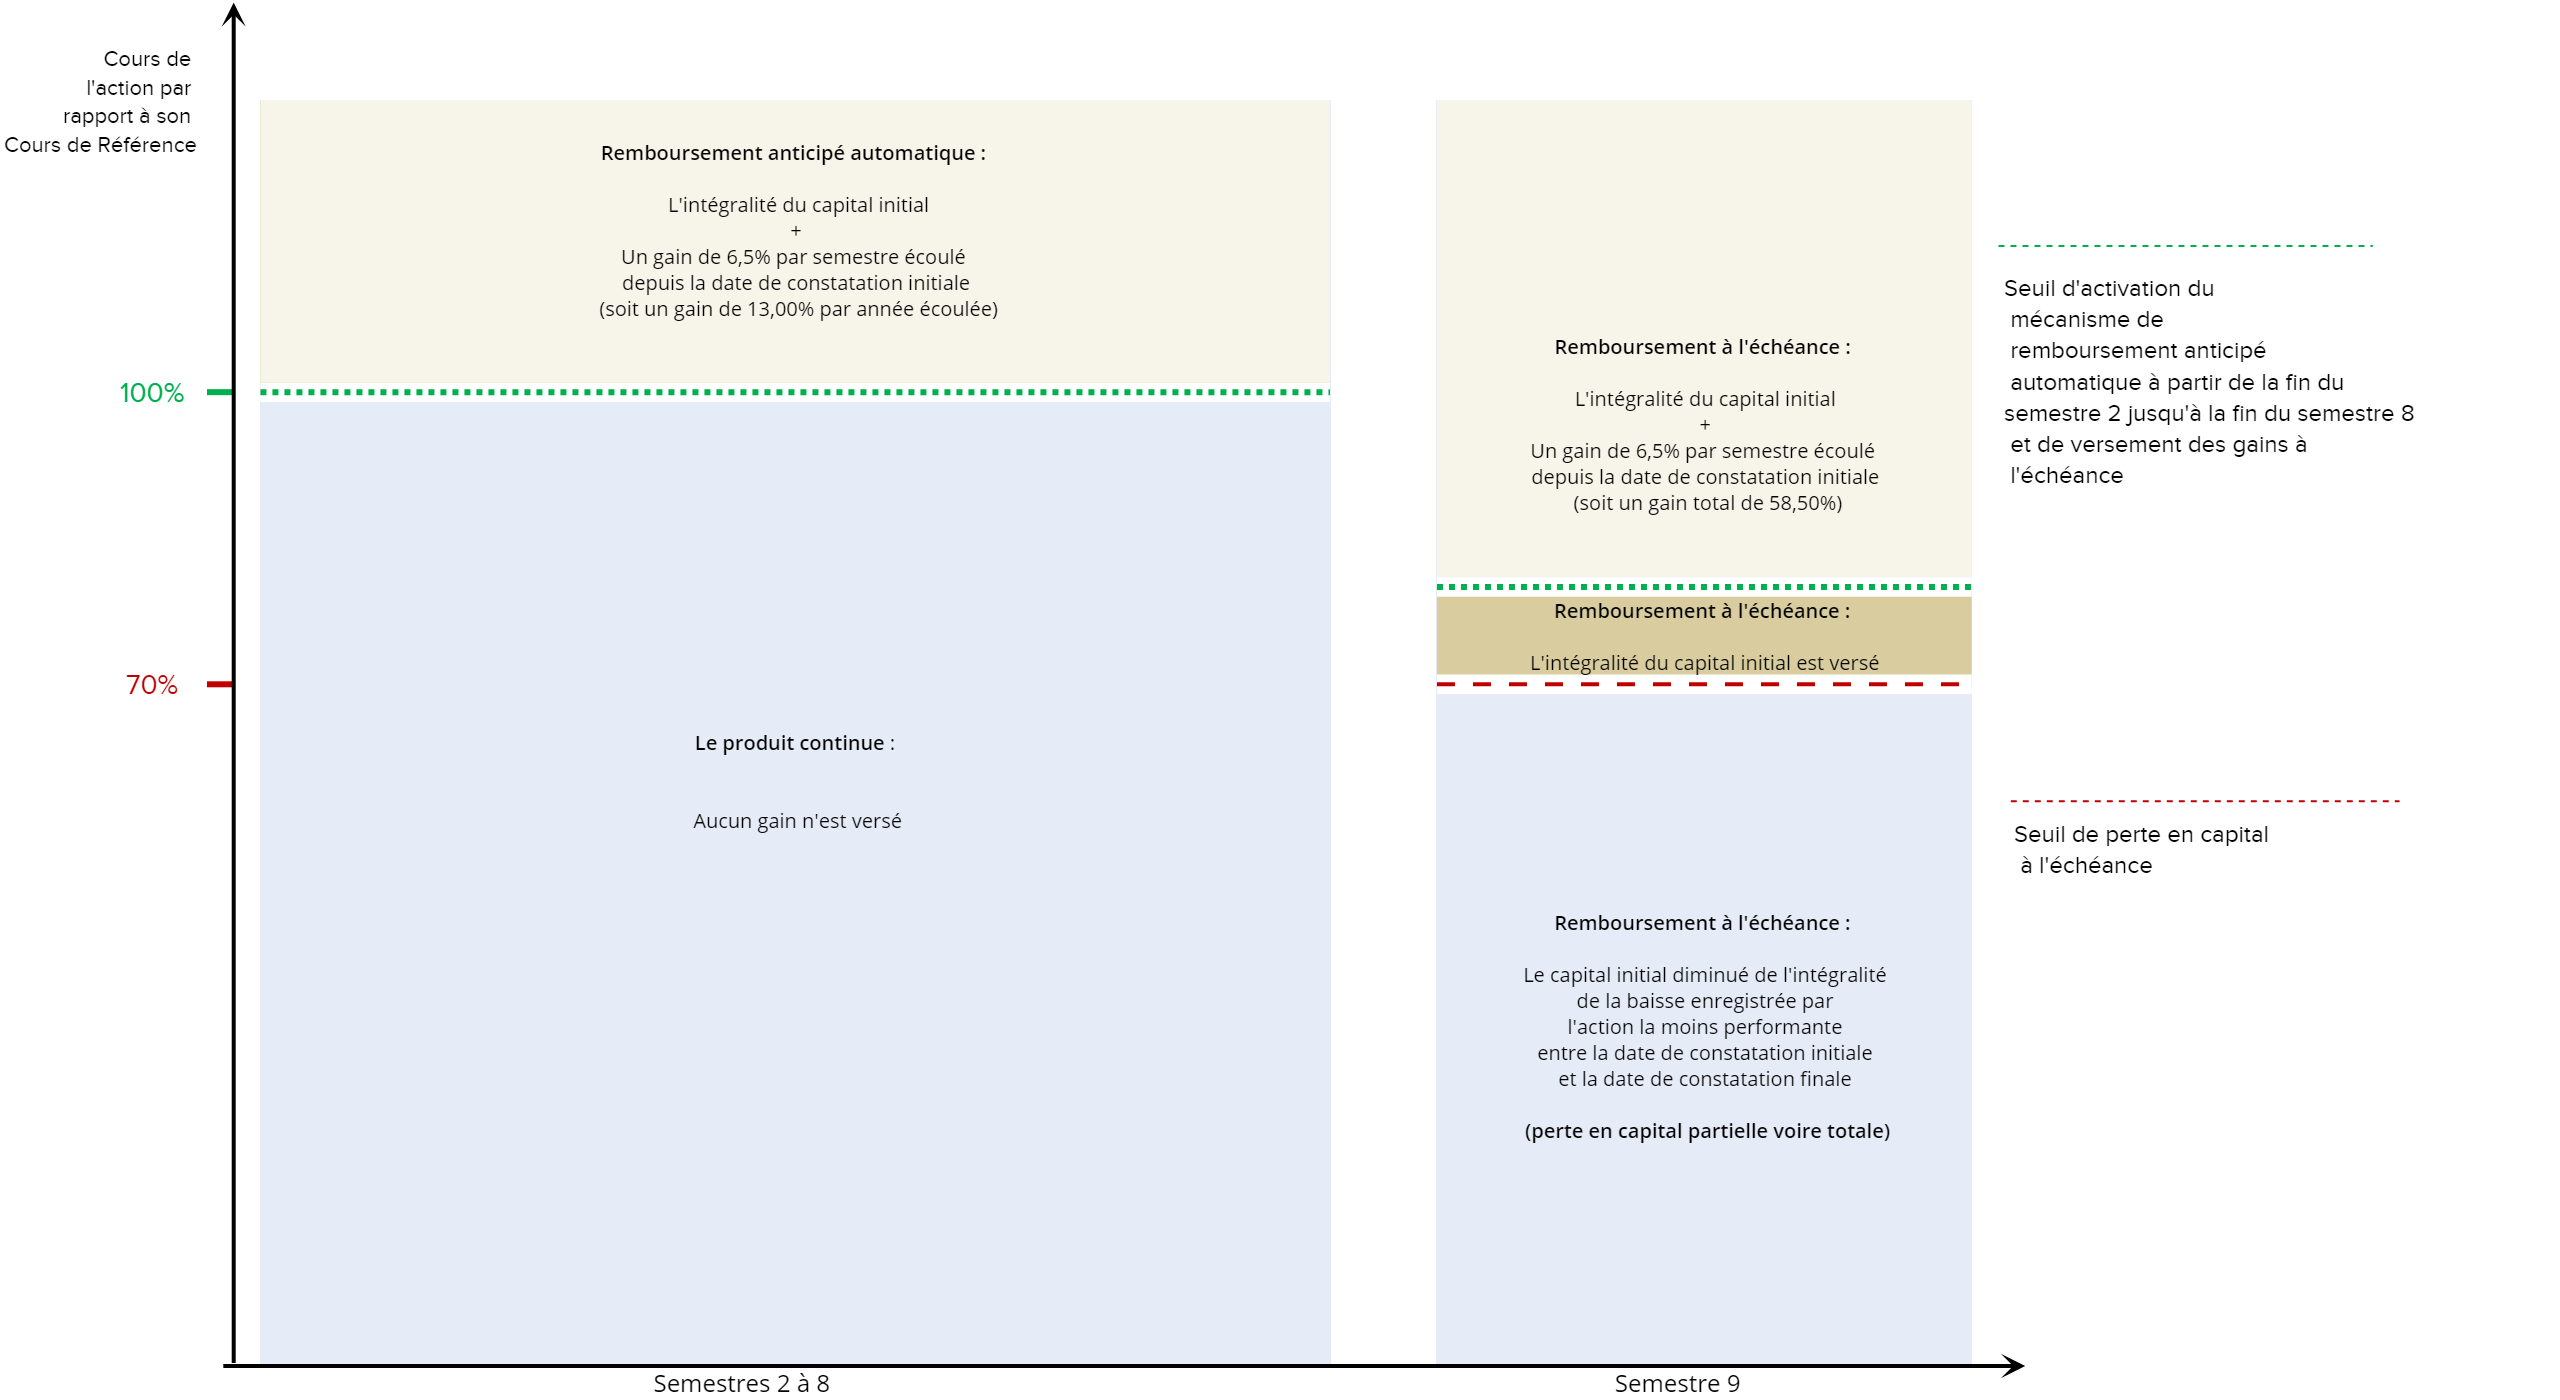 Cours de
l'action par
rapport à son
Cours de Référence
Remboursement anticipé automatique :
L'intégralité du capital initial
+
Un gain de 6,5% par semestre écoulé
depuis la date de constatation initiale
(soit un gain de 13,00% par année écoulée)
100%
70%
Le produit continue :
Aucun gain n'est versé
Remboursement à l'échéance :
L'intégralité du capital initial
+
Un gain de 6,5% par semestre écoulé
depuis la date de constatation initiale
(soit un gain total de 58,50%)
Remboursement à l'échéance :
L'intégralité du capital initial est versé
Remboursement à l'échéance :
Le capital initial diminué de l'intégralité
de la baisse enregistrée par
l'action la moins performante
entre la date de constatation initiale
et la date de constatation finale
(perte en capital partielle voire totale)
Seuil d'activation du
mécanisme de
remboursement anticipé
automatique à partir de la fin du
semestre 2 jusqu'à la fin du semestre 8
et de versement des gains à
l'échéance
Seuil de perte en capital
à l'échéance
Semestres 2 à 8
Semestre 9